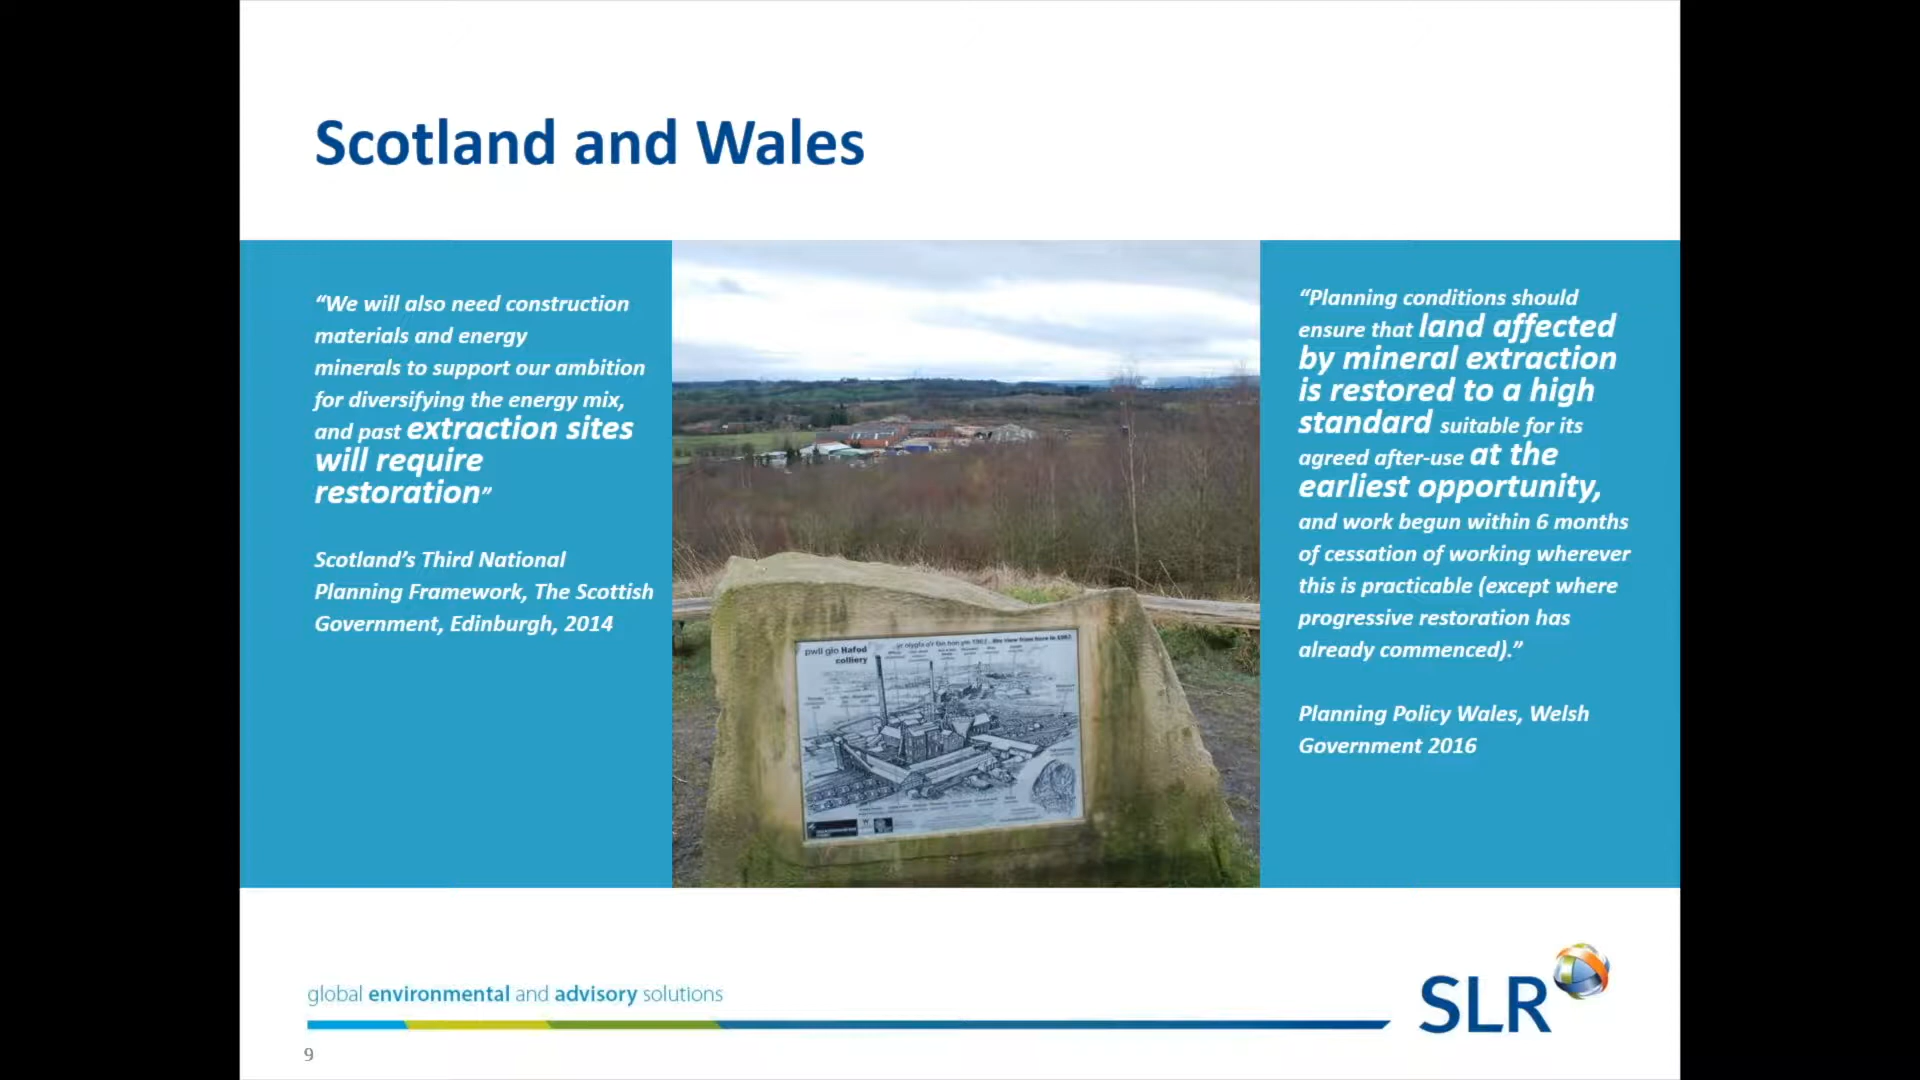 Scotland and Wales
“We will also need construction
materials and energy
minerals to support our ambition
for diversifying the energy mix,
and past extraction sites
will require
restoration”
Scotland’s Third National
Planning Framework, The Scottish
Government, Edinburgh, 2014
pwll glo Hafod
colliery
“Planning conditions should
ensure that land affected
by mineral extraction
is restored to a high
standard suitable for its
agreed after-use at the
earliest opportunity,
and work begun within 6 months
of cessation of working wherever
this is practicable (except where
progressive restoration has
already commenced).”
Planning Policy Wales, Welsh
Government 2016
global environmental and advisory solutions
SLR
9